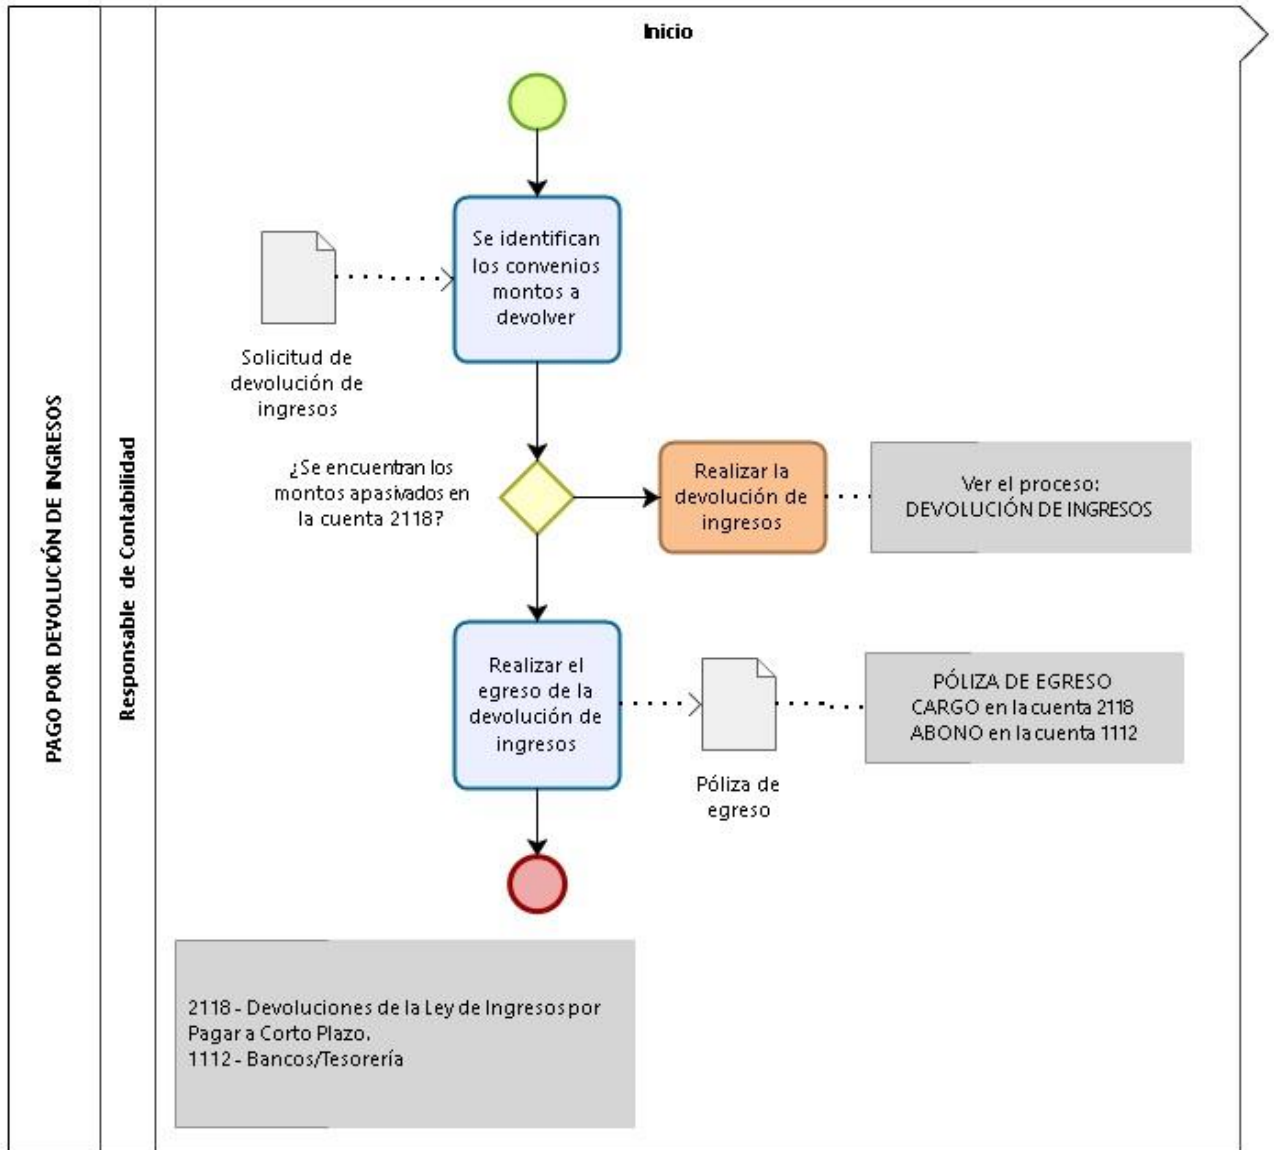 PAGO POR DEVOLUCIÓN DE INGRESOS
Responsable de Contabilidad
Inicio
Se identifican
los convenios
montos a
devolver
Solicitud de
devolución de
ingresos
¿Se encuentran los
montos apasivados en
la cuenta 2118?
Realizar la
devolución de
ingresos
Ver el proceso:
DEVOLUCIÓN DE INGRESOS
Realizar el
egreso de la
devolución de
ingresos
Póliza de
egreso
PÓLIZA DE EGRESO
CARGO en la cuenta 2118
ABONO en la cuenta 1112
2118 - Devoluciones de la Ley de Ingresos por
Pagar a Corto Plazo.
1112 - Bancos/Tesorería